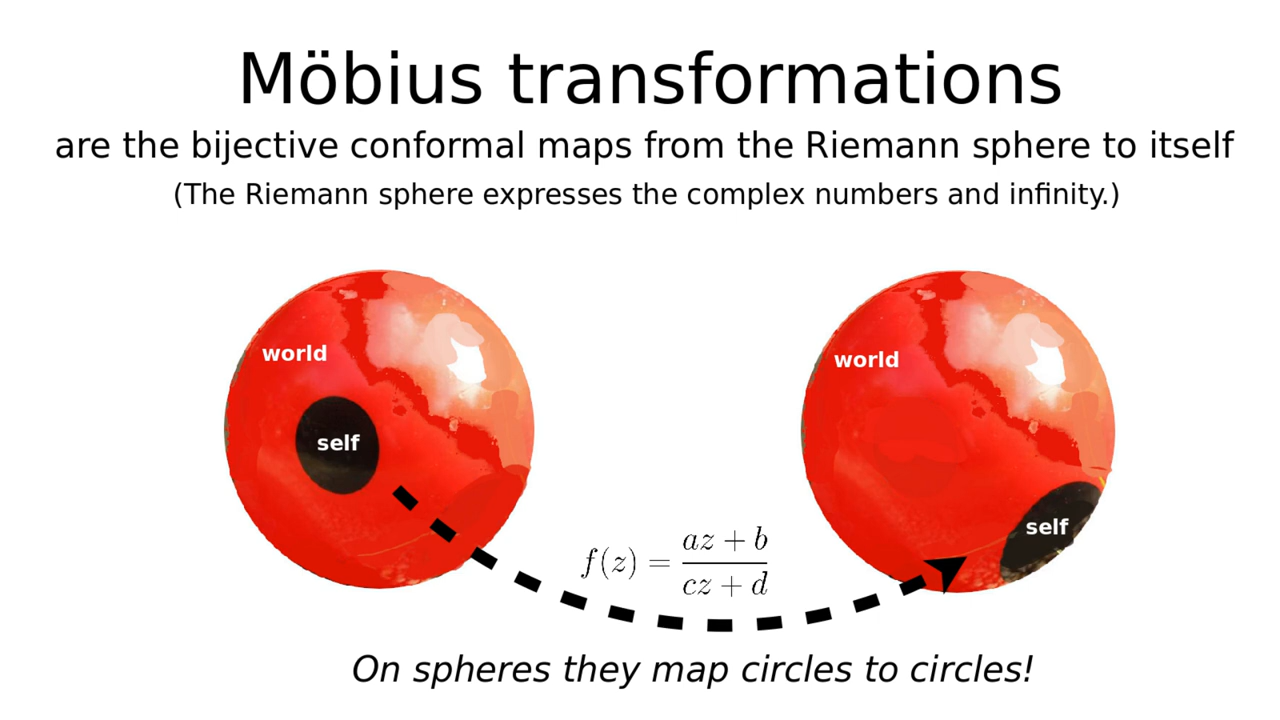 Möbius transformations
are the bijective conformal maps from the Riemann sphere to itself
(The Riemann sphere expresses the complex numbers and infinity.)
world
world
self
self
f(z) = \frac{az + b}{cz + d}
On spheres they map circles to circles!